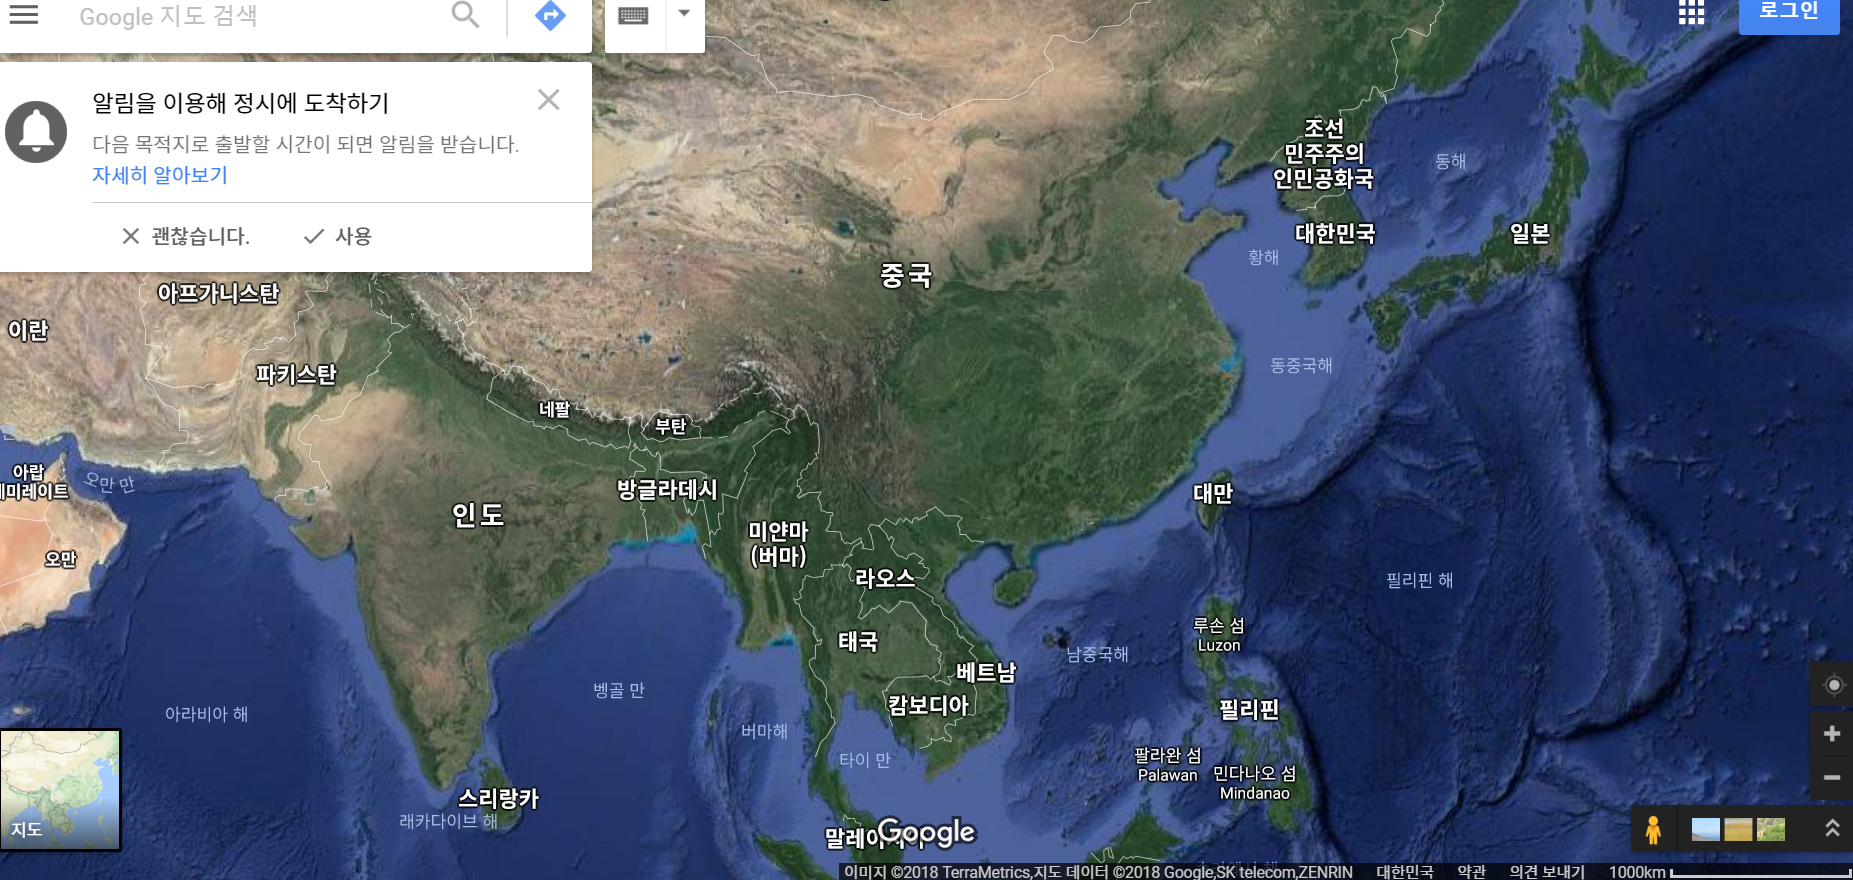 Google 지도 검색
로그인
알림을 이용해 정시에 도착하기
다음 목적지로 출발할 시간이 되면 알림을 받습니다.
자세히 알아보기
괜찮습니다.
사용
조선
민주주의
인민공화국
동해
대한민국
일본
황해
중국
아프가니스탄
이란
파키스탄
동중국해
네팔
부탄
아랍
에미레이트
오만 만
방글라데시
대만
인도
미얀마
(버마)
오만
라오스
필리핀 해
루손 섬
Luzon
태국
남중국해
베트남
벵골 만
캄보디아
필리핀
아라비아 해
버마해
타이 만
팔라완 섬
Palawan
민다나오 섬
Mindanao
스리랑카
래카다이브 해
지도
Google
이미지 ©2018 TerraMetrics,지도 데이터 ©2018 Google,SK telecom,ZENRIN 대한민국 약관 의견 보내기 1000km